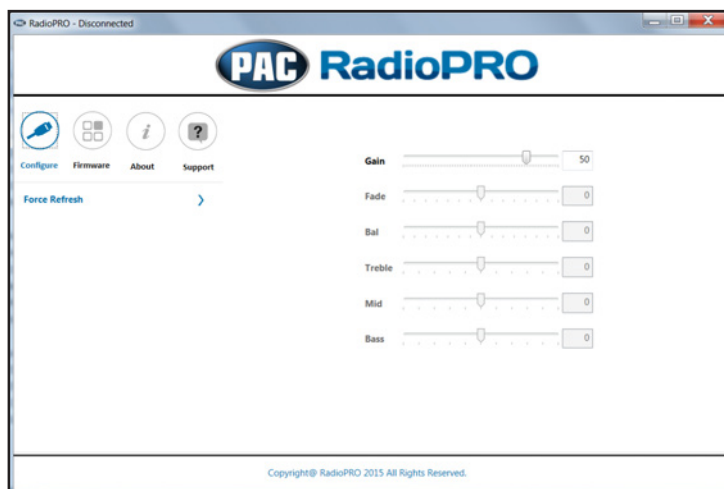 RadioPRO - Disconnected
PAC RadioPRO
Configure Firmware About Support
Force Refresh
Gain 50
Fade 0
Bal 0
Treble 0
Mid 0
Bass 0
Copyright@ RadioPRO 2015 All Rights Reserved.